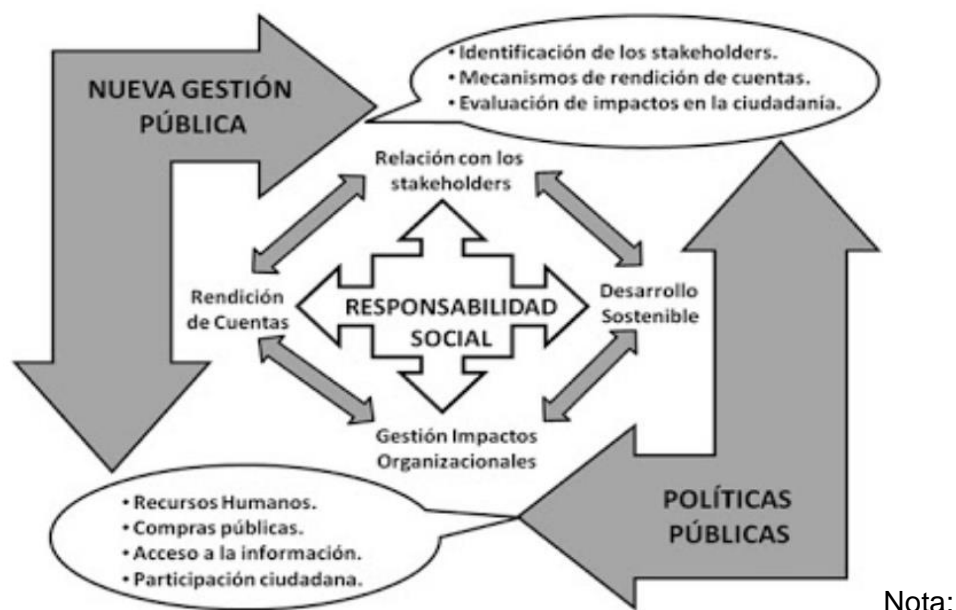 NUEVA GESTIÓN
PÚBLICA
• Identificación de los stakeholders.
• Mecanismos de rendición de cuentas.
• Evaluación de impactos en la ciudadanía.
Relación con los
stakeholders
Rendición
de Cuentas
RESPONSABILIDAD
SOCIAL
Desarrollo
Sostenible
Gestión Impactos
Organizacionales
• Recursos Humanos.
• Compras públicas.
• Acceso a la información.
• Participación ciudadana.
POLÍTICAS
PÚBLICAS
Nota: